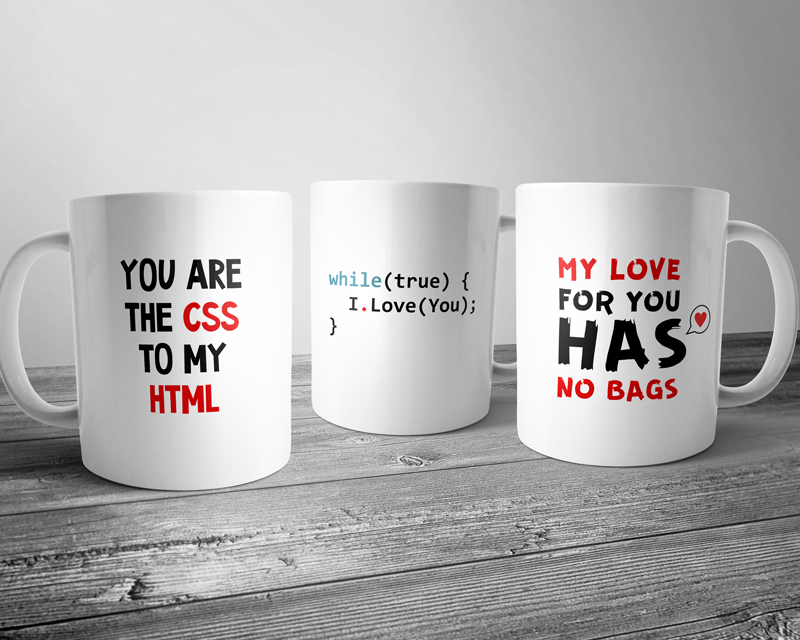 YOU ARE
THE CSS
TO MY
HTML
while(true) {
I.Love(You);
}
MY LOVE
FOR YOU
HAS
NO BAGS